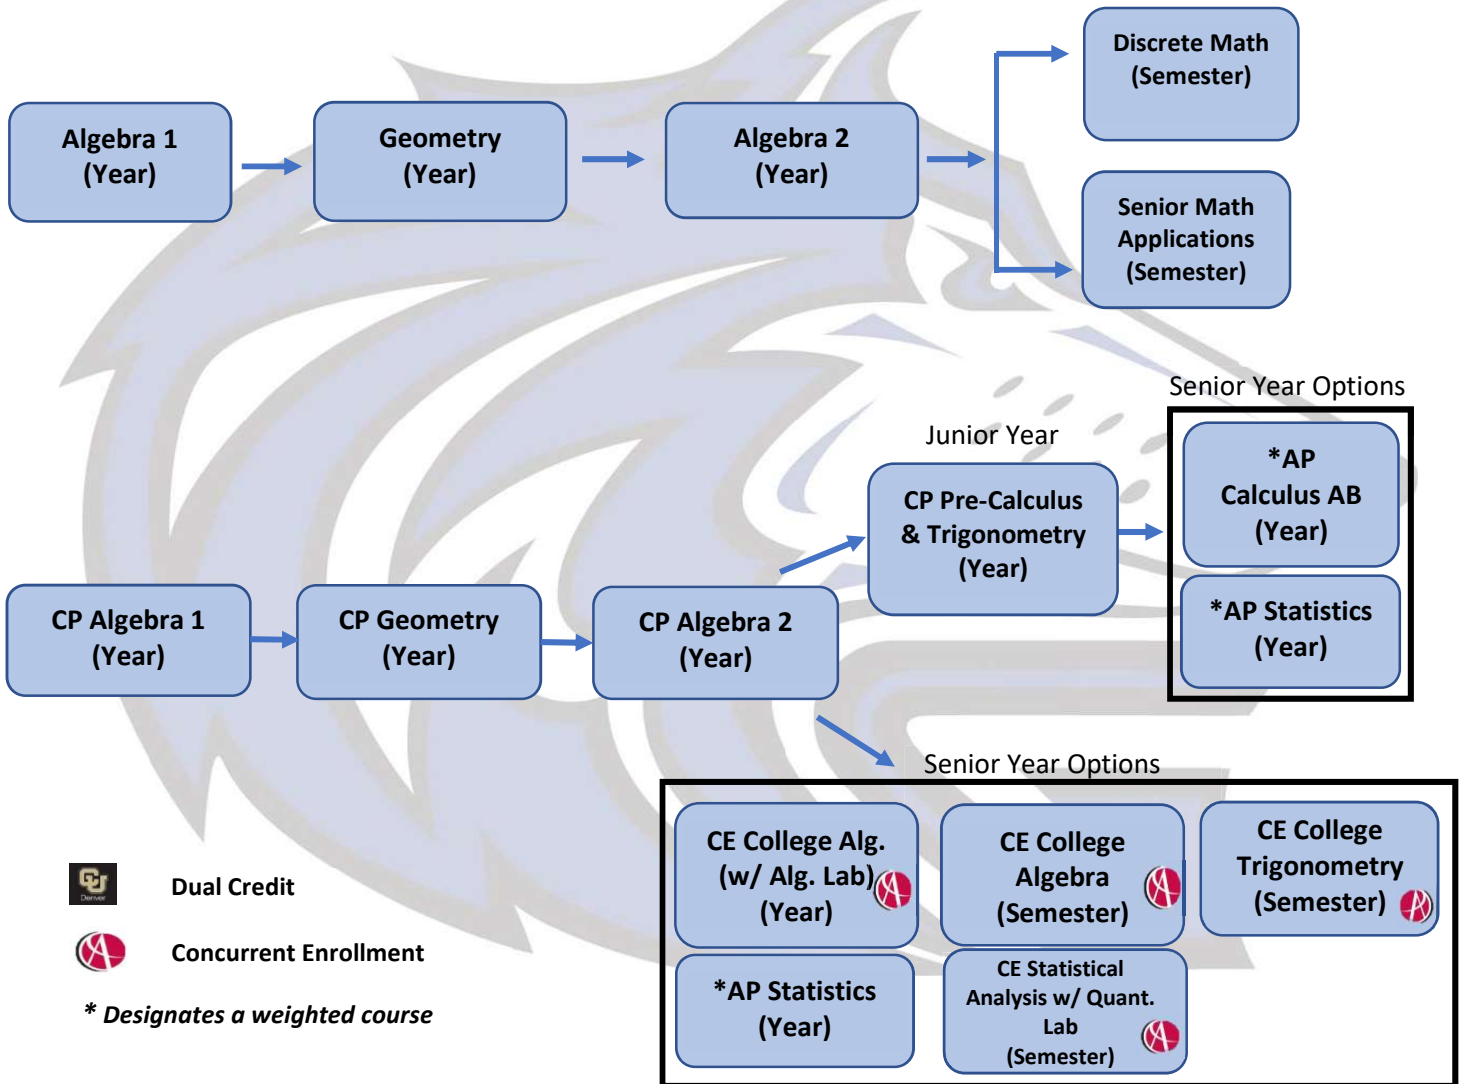 Discrete Math
(Semester)
Algebra 1
(Year)
Geometry
(Year)
Algebra 2
(Year)
Senior Math
Applications
(Semester)
Senior Year Options
Junior Year
*AP
Calculus AB
(Year)
CP Pre-Calculus
& Trigonometry
(Year)
*AP Statistics
(Year)
CP Algebra 1
(Year)
CP Geometry
(Year)
CP Algebra 2
(Year)
Senior Year Options
CE College Alg.
(w/ Alg. Lab)
(Year)
CE College
Algebra
(Semester)
CE College
Trigonometry
(Semester)
*AP Statistics
(Year)
CE Statistical
Analysis w/ Quant.
Lab
(Semester)
CU
Denver
Dual Credit
Concurrent Enrollment
* Designates a weighted course